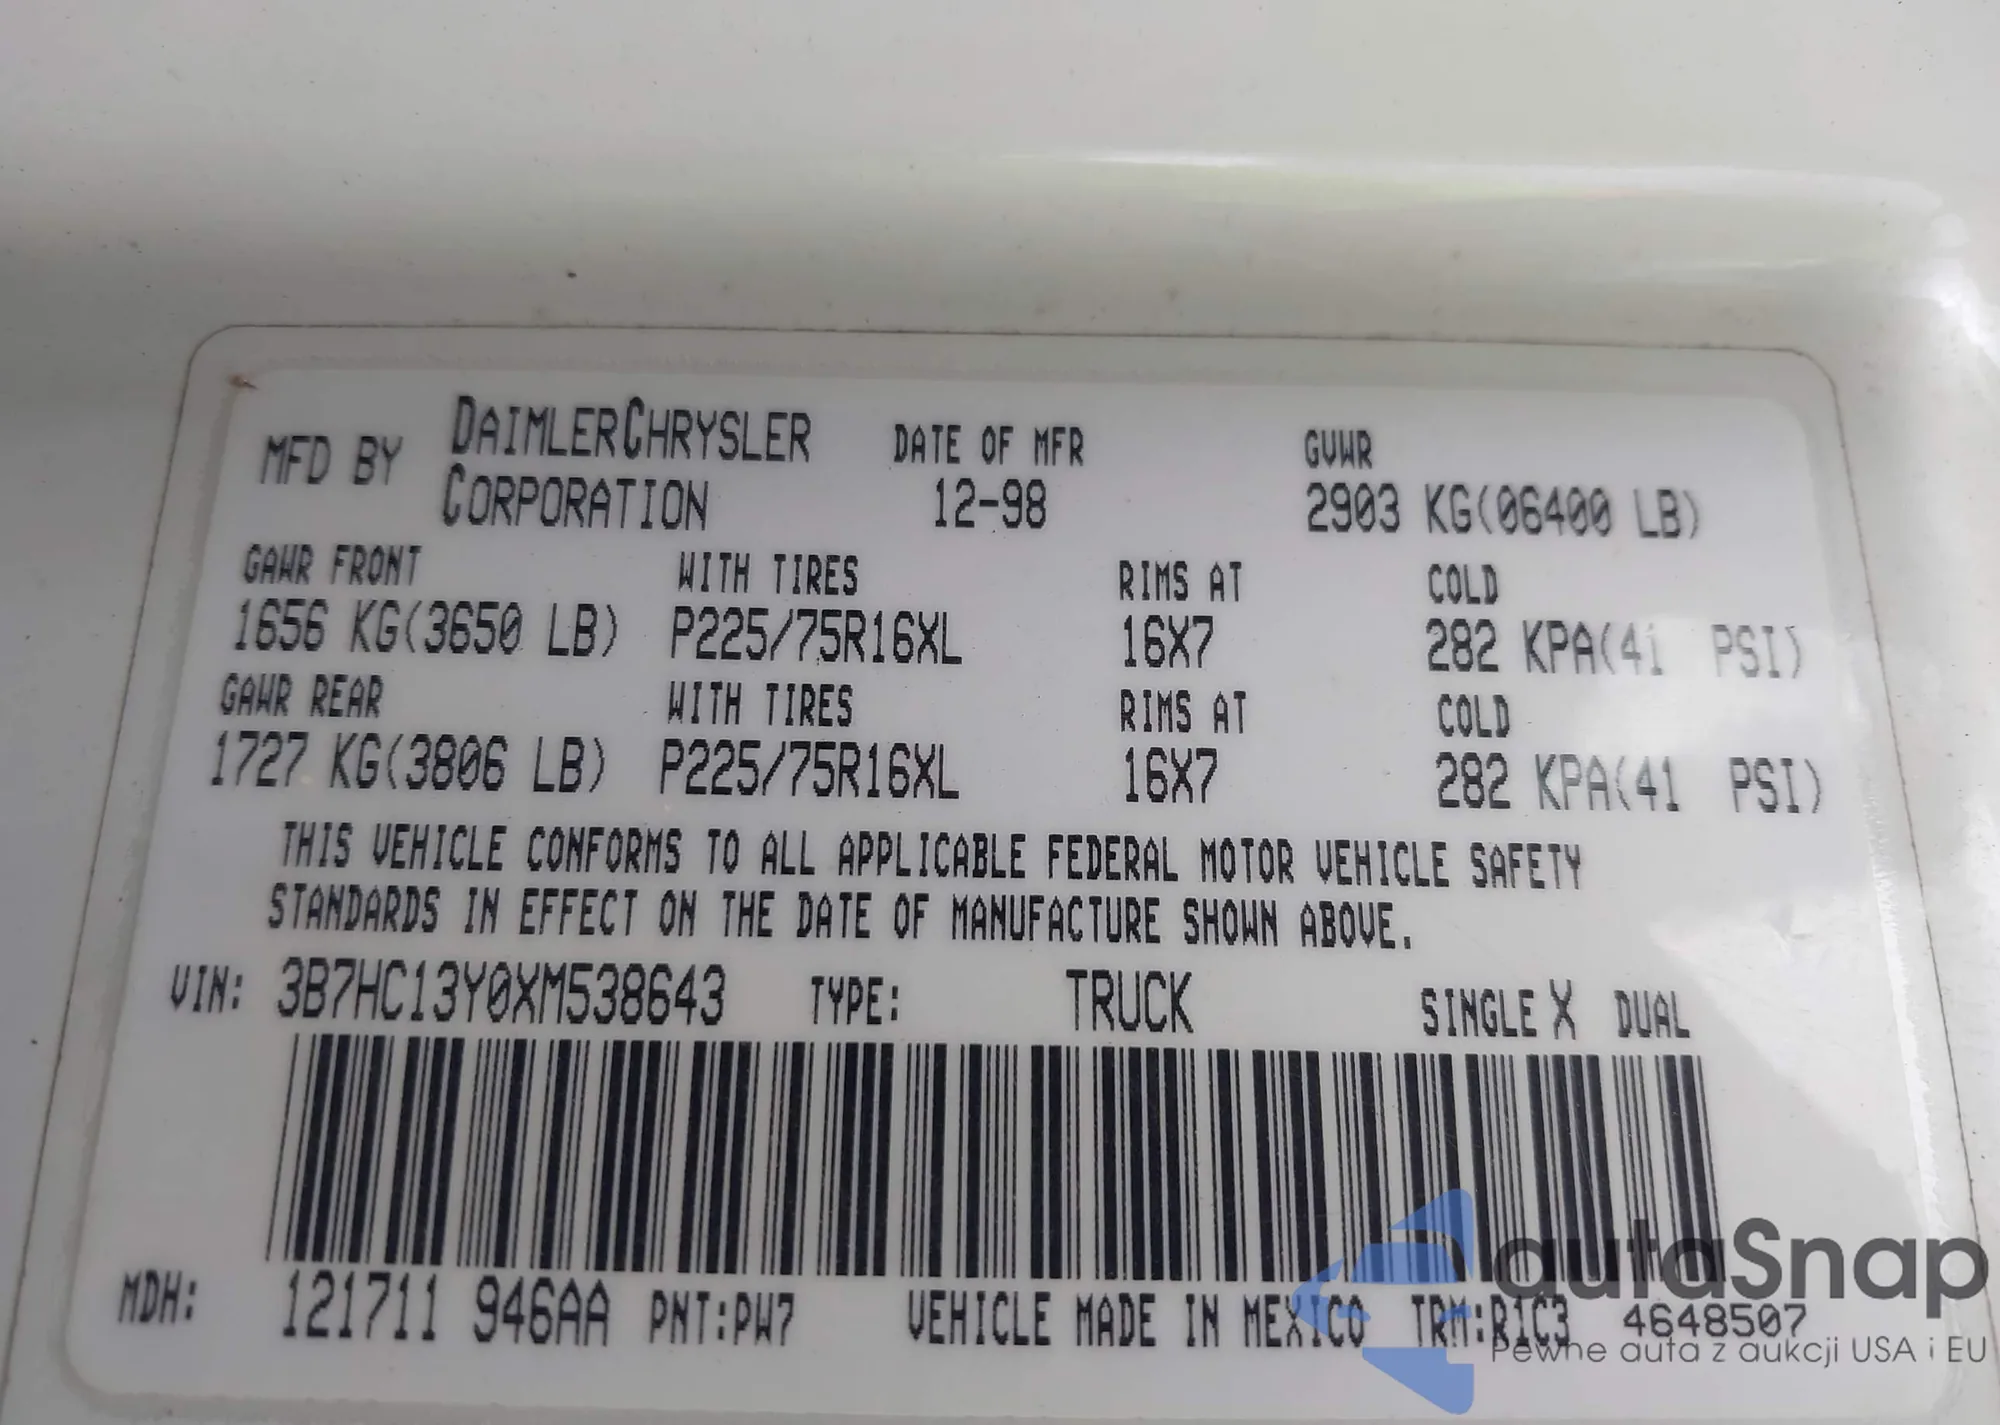 MFD BY DAIMLERCHRYSLER CORPORATION DATE OF MFR 12-98 GVWR 2903 KG(06400 LB)
GAWR FRONT WITH TIRES RIMS AT COLD
1656 KG(3650 LB) P225/75R16XL 16X7 282 KPA(41 PSI)
GAWR REAR WITH TIRES RIMS AT COLD
1727 KG(3806 LB) P225/75R16XL 16X7 282 KPA(41 PSI)
THIS VEHICLE CONFORMS TO ALL APPLICABLE FEDERAL MOTOR VEHICLE SAFETY
STANDARDS IN EFFECT ON THE DATE OF MANUFACTURE SHOWN ABOVE.
VIN: 3B7HC13Y0XM538643 TYPE: TRUCK SINGLE X DUAL
MDH: 121711 946AA PNT:PW7 VEHICLE MADE IN MEXICO TRM:R1C3 4648507
autaSnap
Pewne auta z aukcji USA i EU